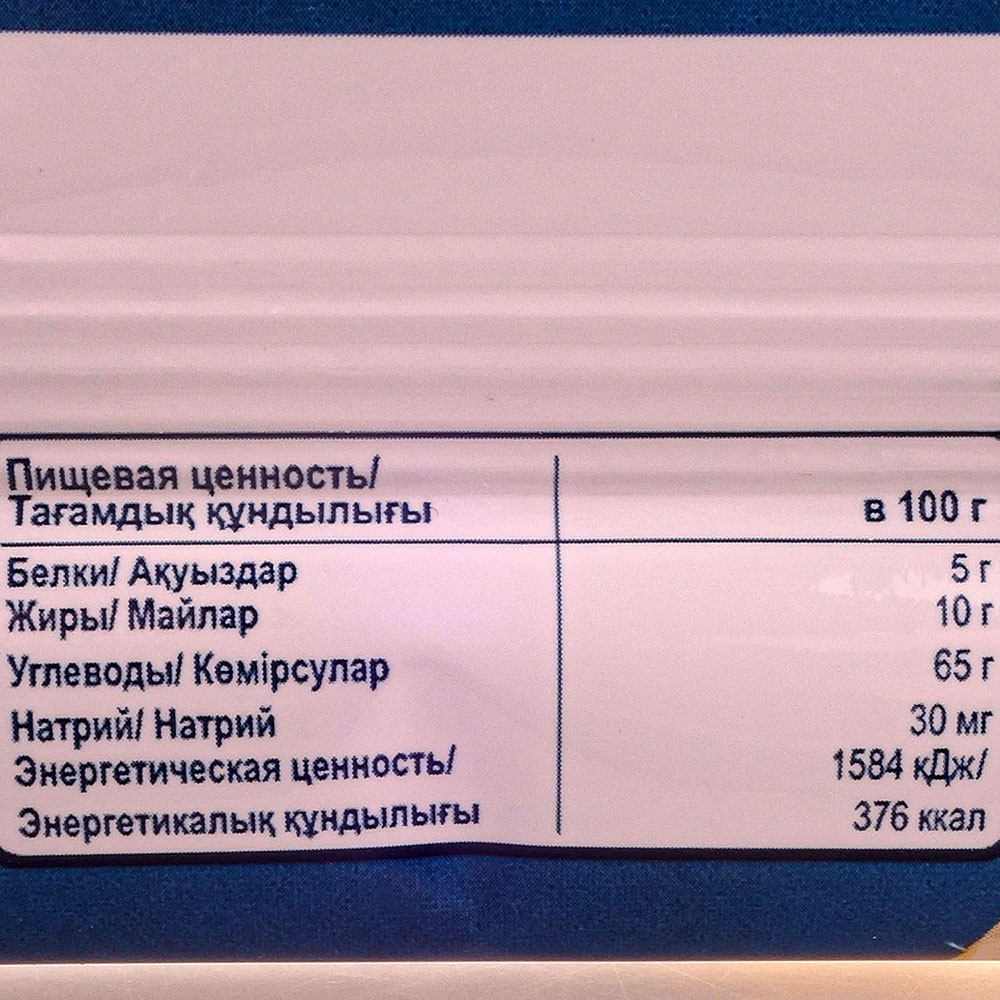 Пищевая ценность/
Тағамдық құндылығы
в 100 г
Белки/ Ақуыздар 5 г
Жиры/ Майлар 10 г
Углеводы/ Көмірсулар 65 г
Натрий/ Натрий 30 мг
Энергетическая ценность/ 1584 кДж/
Энергетикалық құндылығы 376 ккал